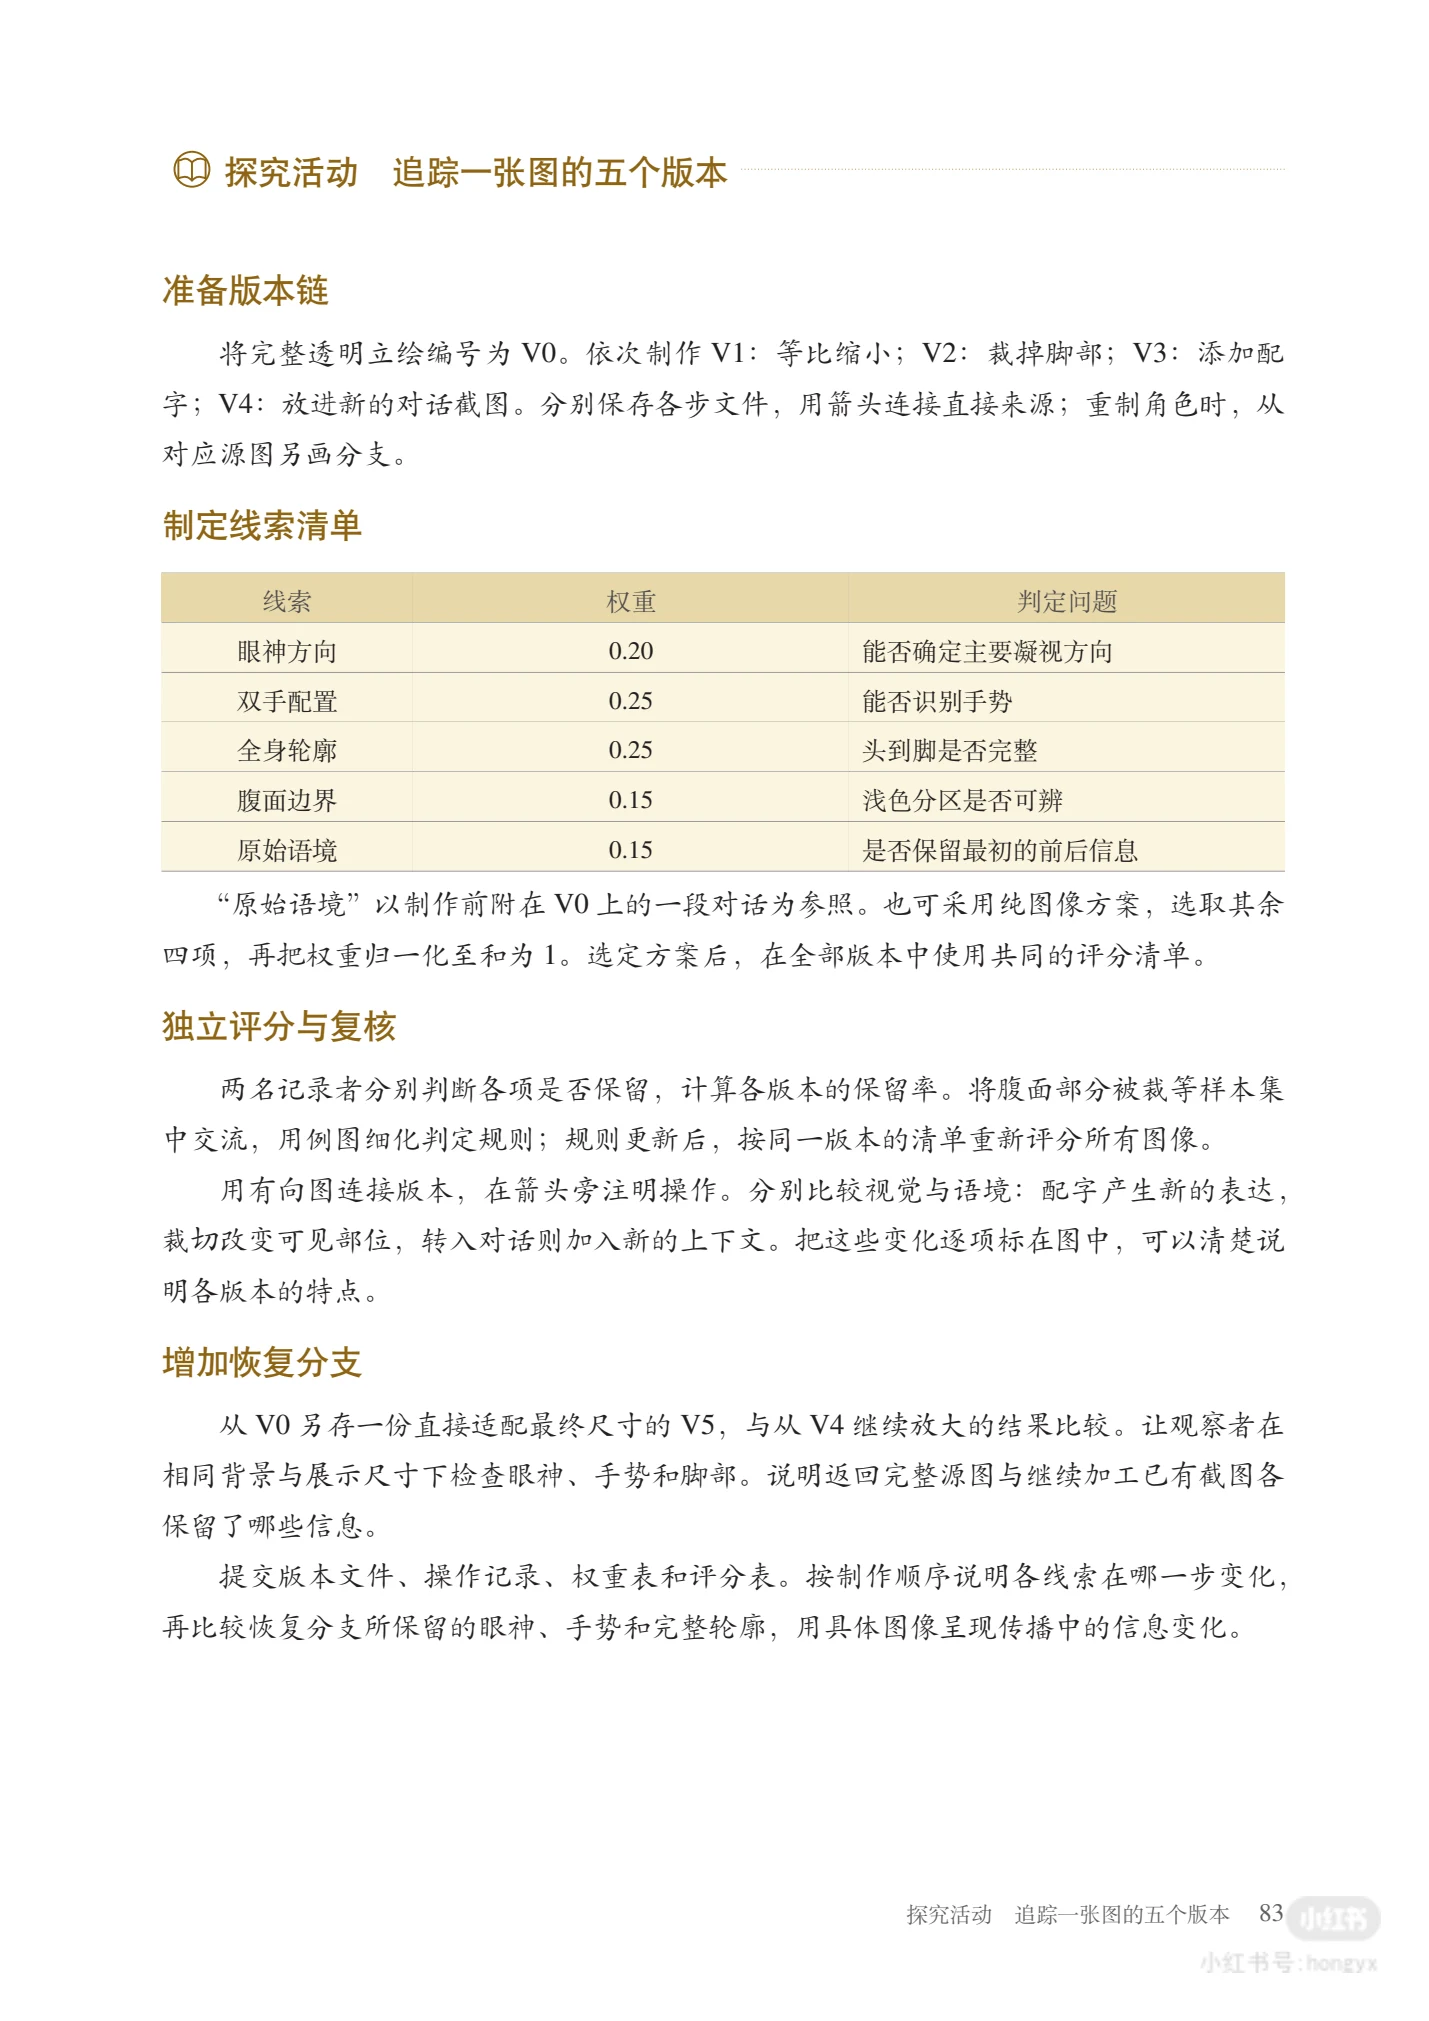 探究活动　追踪一张图的五个版本
准备版本链
将完整透明立绘编号为 V0。依次制作 V1：等比缩小；V2：裁掉脚部；V3：添加配
字；V4：放进新的对话截图。分别保存各步文件，用箭头连接直接来源；重制角色时，从
对应源图另画分支。
制定线索清单
线索　权重　判定问题
眼神方向　0.20　能否确定主要凝视方向
双手配置　0.25　能否识别手势
全身轮廓　0.25　头到脚是否完整
腹面边界　0.15　浅色分区是否可辨
原始语境　0.15　是否保留最初的前后信息
“原始语境”以制作前附在 V0 上的一段对话为参照。也可采用纯图像方案，选取其余
四项，再把权重归一化至和为 1。选定方案后，在全部版本中使用共同的评分清单。
独立评分与复核
两名记录者分别判断各项是否保留，计算各版本的保留率。将腹面部分被裁等样本集
中交流，用例图细化判定规则；规则更新后，按同一版本的清单重新评分所有图像。
用有向图连接版本，在箭头旁注明操作。分别比较视觉与语境：配字产生新的表达，
裁切改变可见部位，转入对话则加入新的上下文。把这些变化逐项标在图中，可以清楚说
明各版本的特点。
增加恢复分支
从 V0 另存一份直接适配最终尺寸的 V5，与从 V4 继续放大的结果比较。让观察者在
相同背景与展示尺寸下检查眼神、手势和脚部。说明返回完整源图与继续加工已有截图各
保留了哪些信息。
提交版本文件、操作记录、权重表和评分表。按制作顺序说明各线索在哪一步变化，
再比较恢复分支所保留的眼神、手势和完整轮廓，用具体图像呈现传播中的信息变化。
探究活动　追踪一张图的五个版本　83
小红书
小红书号:hongyx